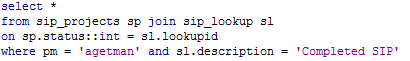 select *
from sip_projects sp join sip_lookup sl
on sp.status::int = sl.lookupid
where pm = 'agetman' and sl.description = 'Completed SIP'